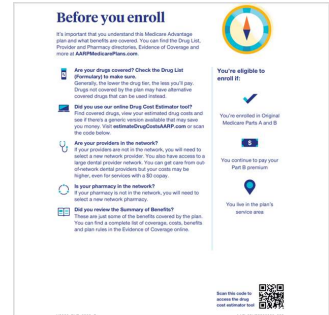 Before you enroll
It's important that you understand this Medicare Advantage
plan and what benefits are covered. You can find the Drug List,
Provider and Pharmacy directories, Evidence of Coverage and
more at AARPMedicarePlans.com.
Are your drugs covered? Check the Drug List
(Formulary) to make sure.
Generally, the lower the drug tier, the less you'll pay.
Drugs not covered by the plan may have alternative
covered drugs that can be used instead.
Did you use our online Drug Cost Estimator tool?
Find covered drugs, view your estimated drug costs and
see if there's a generic version available that may save
you money. Visit estimateDrugCostsAARP.com or scan
the code below.
Are your providers in the network?
If your providers are not in the network, you will need to
select a new network provider. You also have access to a
large dental provider network. You can get care from out-
of-network dental providers but your costs may be
higher, even for services with a $0 copay.
Is your pharmacy in the network?
If your pharmacy is not in the network, you will need to
select a new network pharmacy.
Did you review the Summary of Benefits?
These are just some of the benefits covered by the plan.
You can find a complete list of coverage, costs, benefits
and plan rules in the Evidence of Coverage online.
You're eligible to
enroll if:
You're enrolled in Original
Medicare Parts A and B
$
You continue to pay your
Part B premium
You live in the plan's
service area
Scan this code to
access the drug
cost estimator tool